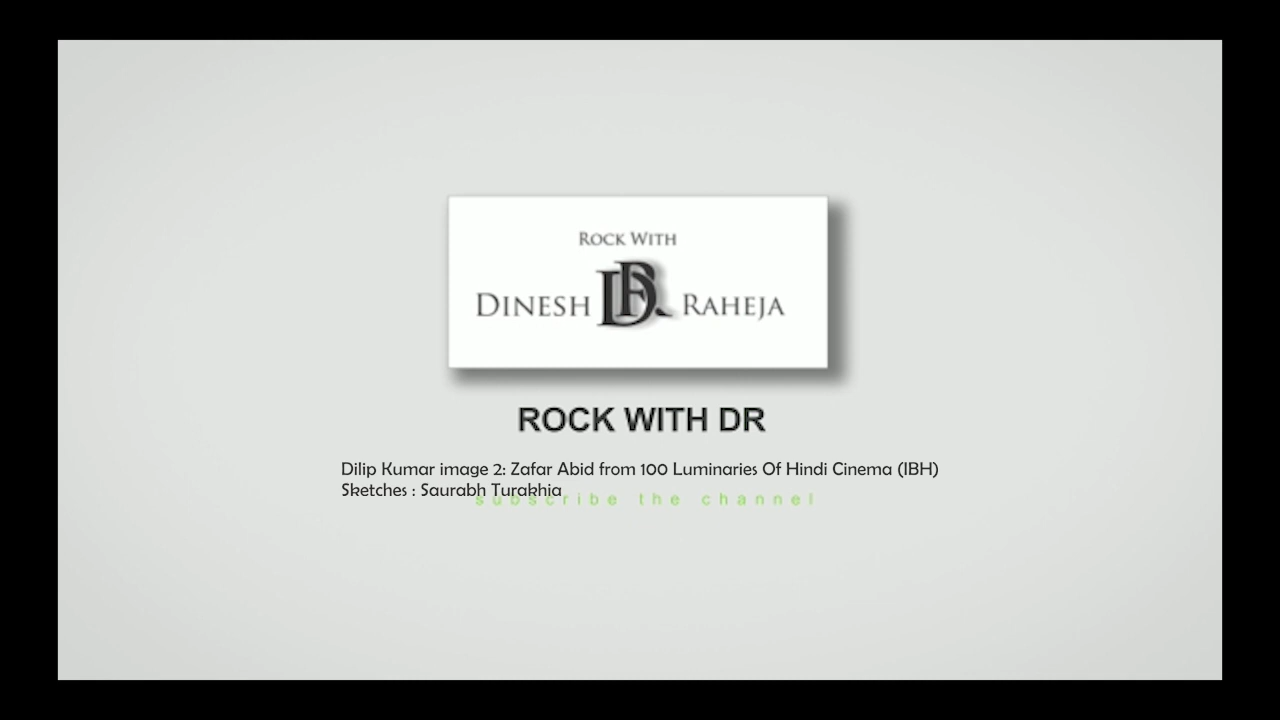 ROCK WITH
DINESH DR RAHEJA
ROCK WITH DR
Dilip Kumar image 2: Zafar Abid from 100 Luminaries Of Hindi Cinema (IBH)
Sketches : Saurabh Turakhia
subscribe the channel